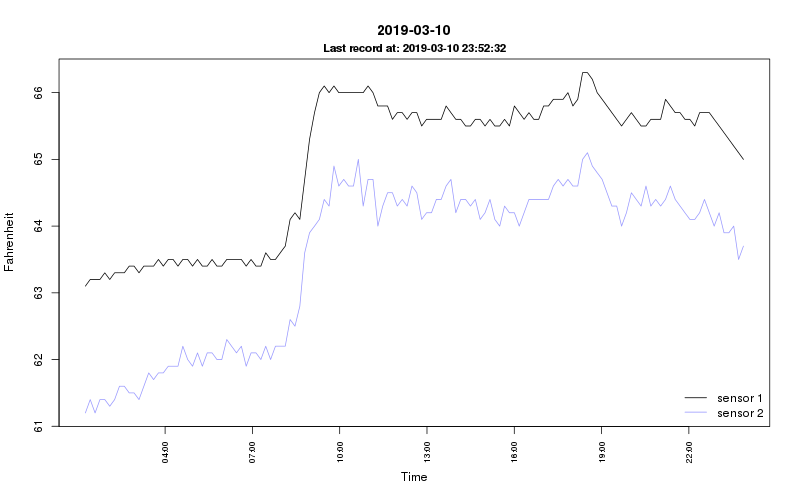 2019-03-10
Last record at: 2019-03-10 23:52:32
Fahrenheit
66
65
64
63
62
61
sensor 1
sensor 2
04:00 07:00 10:00 13:00 16:00 19:00 22:00
Time